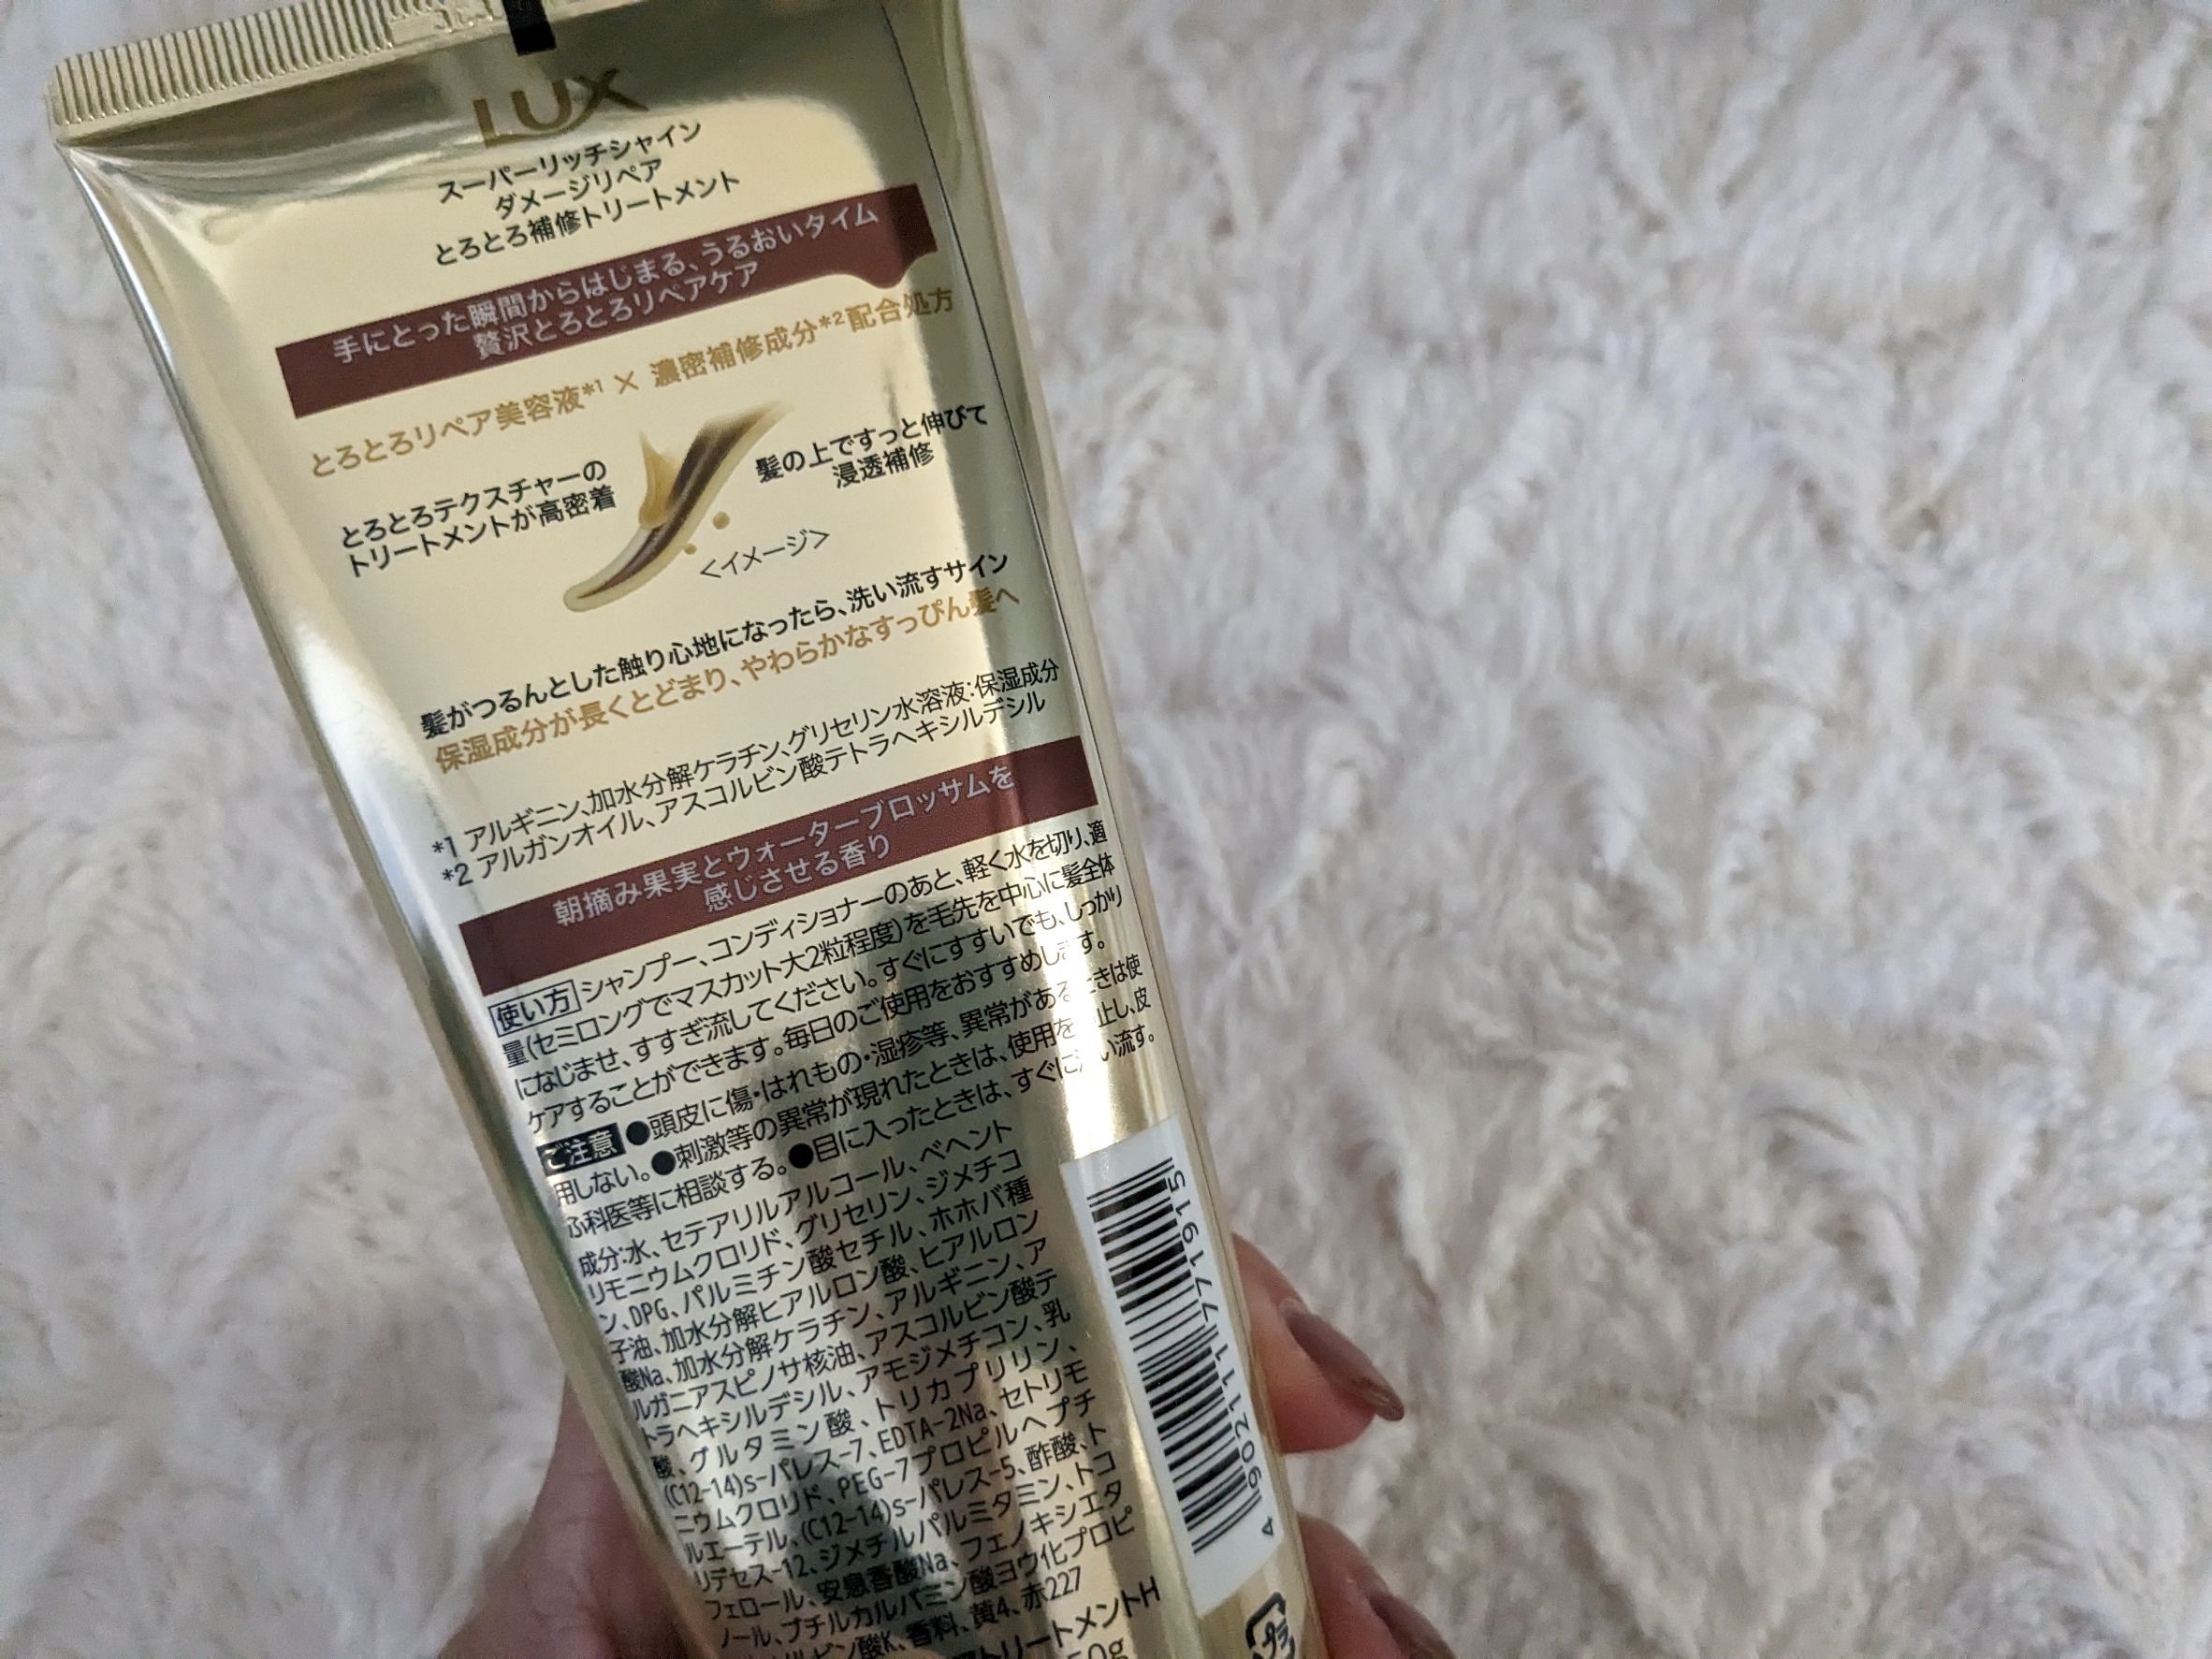 LUX
スーパーリッチシャイン
ダメージリペア
とろとろ補修トリートメント
手にとった瞬間からはじまる、うるおいタイム
贅沢とろとろリペアケア
とろとろリペア美容液*1 × 濃密補修成分*2配合処方
とろとろテクスチャーの
トリートメントが高密着
髪の上ですっと伸びて
浸透補修
<イメージ>
髪がつるんとした触り心地になったら、洗い流すサイン
保湿成分が長くとどまり、やわらかなすっぴん髪へ
*1 アルギニン、加水分解ケラチン、グリセリン水溶液:保湿成分
*2 アルガンオイル、アスコルビン酸テトラヘキシルデシル
朝摘み果実とウォーターブロッサムを
感じさせる香り
使い方 シャンプー、コンディショナーのあと、軽く水を切り、適
量(セミロングでマスカット大2粒程度)を毛先を中心に髪全体
になじませ、すすぎ流してください。すぐにすすいでも、しっかり
ケアすることができます。毎日のご使用をおすすめします。
ご注意 ●頭皮に傷・はれもの・湿疹等、異常があるときは使
用しない。●刺激等の異常が現れたときは、使用を 止し、皮
ふ科医等に相談する。●目に入ったときは、すぐに い流す。
成分:水、セテアリルアルコール、ベヘント
リモニウムクロリド、グリセリン、ジメチコ
ン、DPG、パルミチン酸セチル、ホホバ種
子油、加水分解ヒアルロン酸、ヒアルロン
酸Na、加水分解ケラチン、アルギニン、ア
ルガニアスピノサ核油、アスコルビン酸テ
トラヘキシルデシル、アモジメチコン、乳
酸、グルタミン酸、トリカプリリン、
(C12-14)s-パレス-7、EDTA-2Na、セトリモ
ニウムクロリド、PEG-7プロピルヘプチ
ルエーテル、(C12-14)s-パレス-5、酢酸、ト
リデセス-12、ジメチルパルミタミン、トコ
フェロール、安息香酸Na、フェノキシエタ
ノール、ブチルカルバミン酸ヨウ化プロピ
ルビン酸K、香料、黄4、赤227
トリートメントH
50g
4 902111 771915